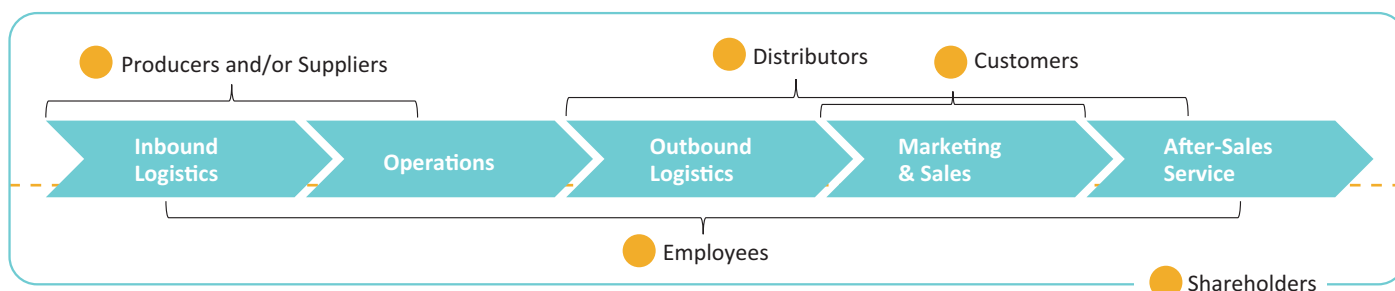 Producers and/or Suppliers
Distributors
Customers
Inbound
Logistics
Operations
Outbound
Logistics
Marketing
& Sales
After-Sales
Service
Employees
Shareholders